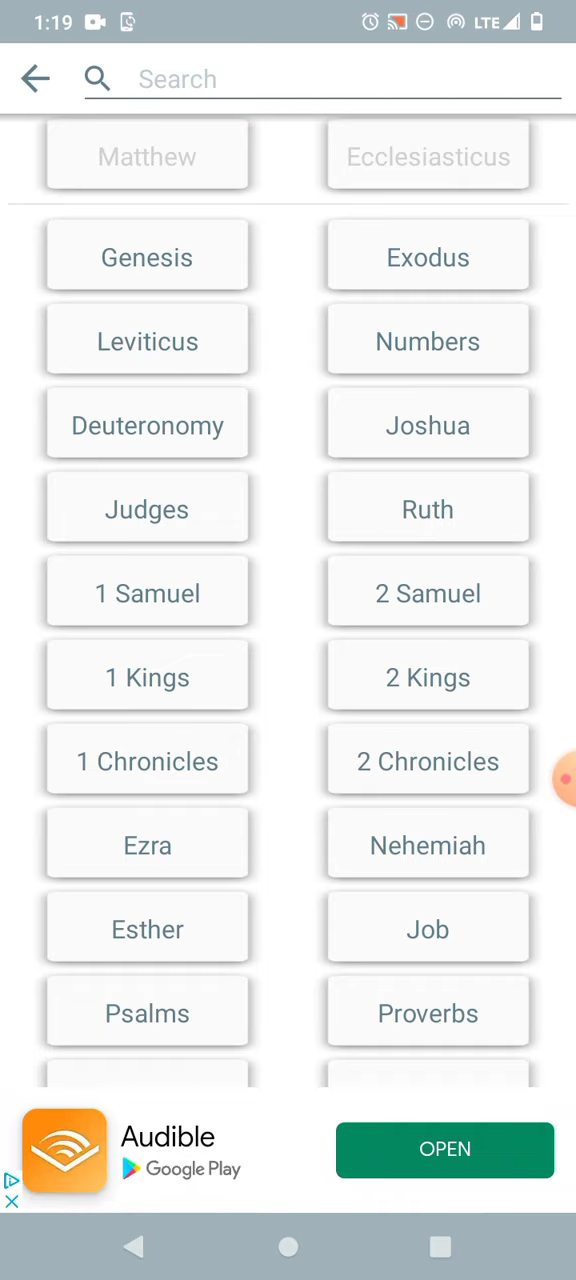 1:19 LTE
Search
Matthew Ecclesiasticus
Genesis Exodus
Leviticus Numbers
Deuteronomy Joshua
Judges Ruth
1 Samuel 2 Samuel
1 Kings 2 Kings
1 Chronicles 2 Chronicles
Ezra Nehemiah
Esther Job
Psalms Proverbs
Audible
Google Play
OPEN